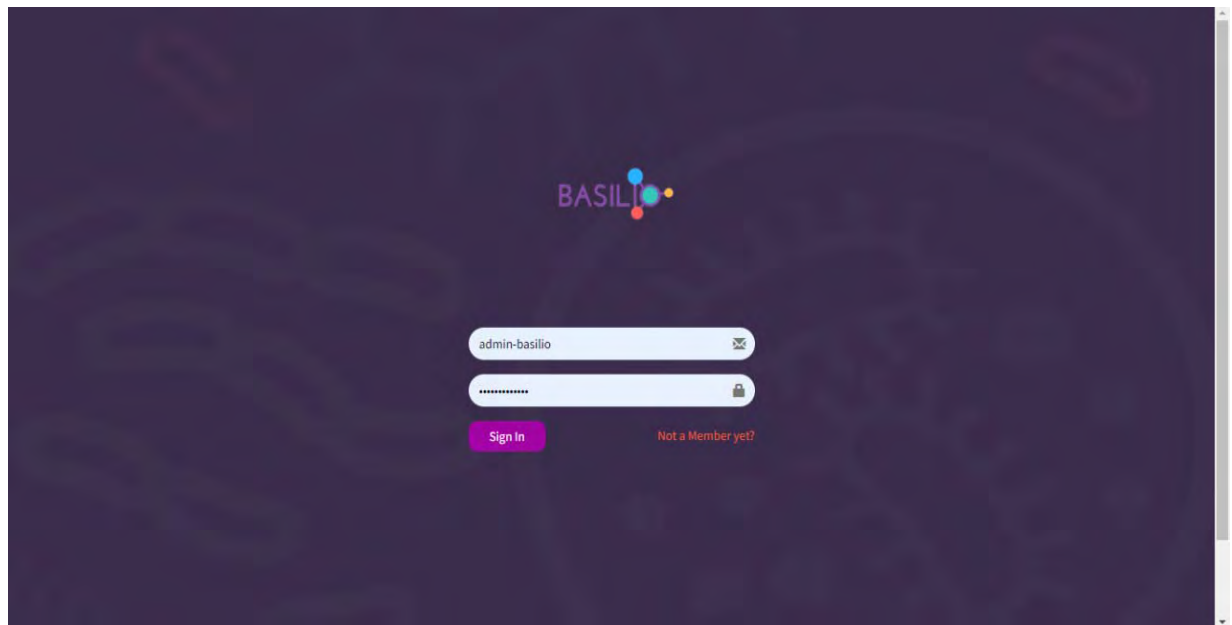 BASILIO
admin-basilio
•••••••••••••
Sign In
Not a Member yet?